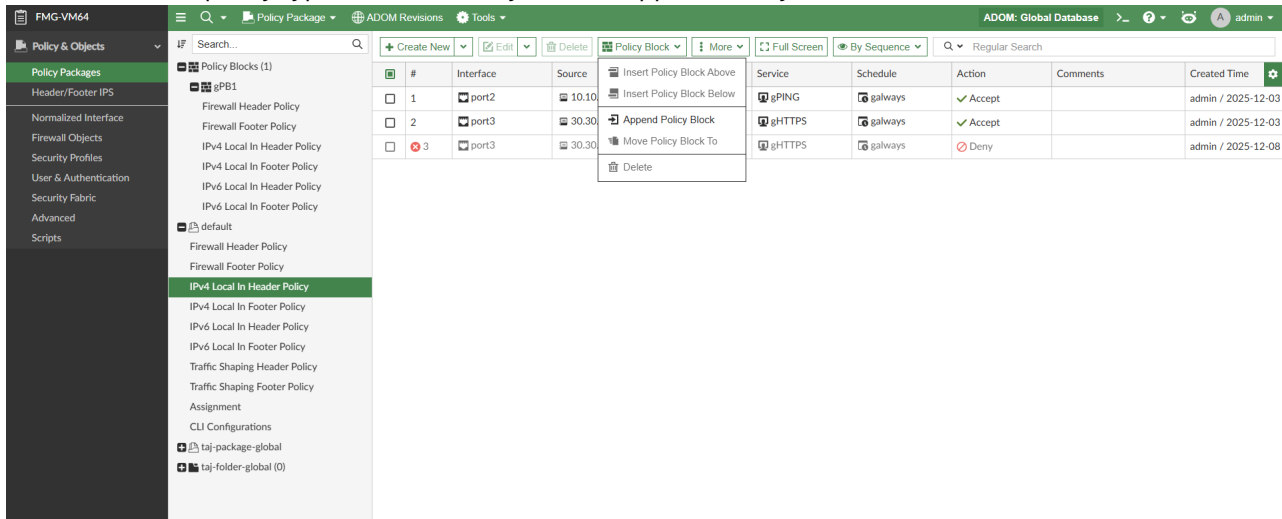 FMG-VM64
Policy Package
ADOM Revisions
Tools
ADOM: Global Database
>_
A admin
Policy & Objects
Policy Packages
Header/Footer IPS
Normalized Interface
Firewall Objects
Security Profiles
User & Authentication
Security Fabric
Advanced
Scripts
Search...
Policy Blocks (1)
gPB1
Firewall Header Policy
Firewall Footer Policy
IPv4 Local In Header Policy
IPv4 Local In Footer Policy
IPv6 Local In Header Policy
IPv6 Local In Footer Policy
default
Firewall Header Policy
Firewall Footer Policy
IPv4 Local In Header Policy
IPv4 Local In Footer Policy
IPv6 Local In Header Policy
IPv6 Local In Footer Policy
Traffic Shaping Header Policy
Traffic Shaping Footer Policy
Assignment
CLI Configurations
taj-package-global
taj-folder-global (0)
+ Create New Edit Delete Policy Block More Full Screen By Sequence Regular Search
# Interface Source Service Schedule Action Comments Created Time
1 port2 10.10. gPING galways Accept admin / 2025-12-03
2 port3 30.30. gHTTPS galways Accept admin / 2025-12-03
3 port3 30.30. gHTTPS galways Deny admin / 2025-12-08
Insert Policy Block Above
Insert Policy Block Below
Append Policy Block
Move Policy Block To
Delete